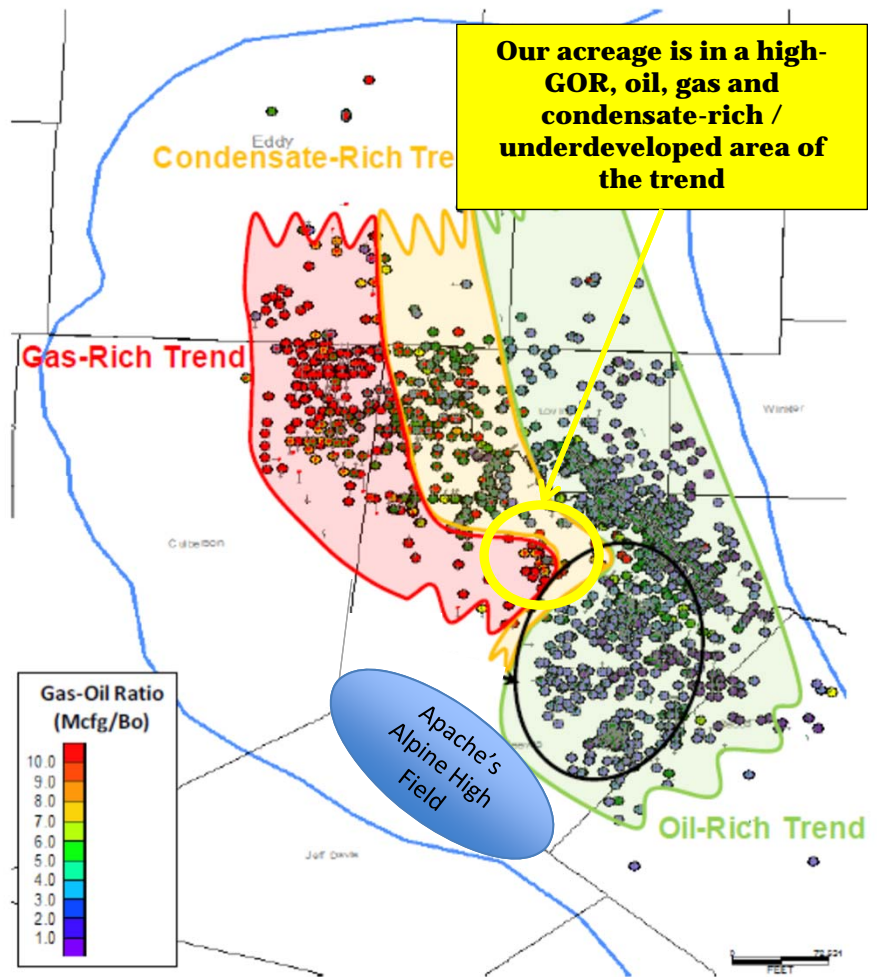 Our acreage is in a high-
GOR, oil, gas and
condensate-rich /
underdeveloped area of
the trend
Eddy
Condensate-Rich Tre
Gas-Rich Trend
Winkler
Culberson
Gas-Oil Ratio
(Mcfg/Bo)
10.0
9.0
8.0
7.0
6.0
5.0
4.0
3.0
2.0
1.0
Apache's
Alpine High
Field
Oil-Rich Trend
Jeff Davis
0
FEET